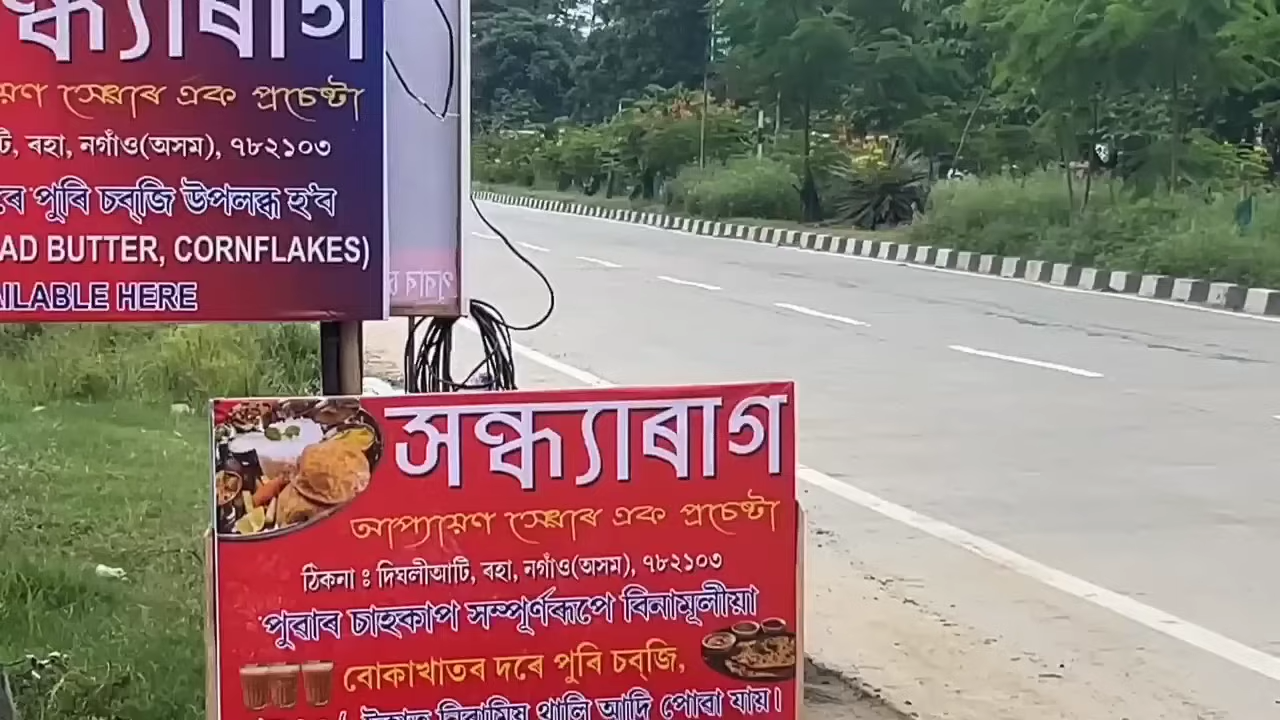 ন্ধ্যাৰাগ
সেৱাৰ এক প্ৰচেষ্টা
ৰহা, নগাঁও(অসম), ৭৮২১০৩
পুৰি চব্জি উপলব্ধ হ'ব
AD BUTTER, CORNFLAKES)
AILABLE HERE
সন্ধ্যাৰাগ
আপ্যায়ণ সেৱাৰ এক প্ৰচেষ্টা
ঠিকনা ঃ দিঘলীআটি, ৰহা, নগাঁও(অসম), ৭৮২১০৩
পুৱাৰ চাহকাপ সম্পূৰ্ণৰূপে বিনামূলীয়া
বোকাখাতৰ দৰে পুৰি চব্জি,
নিৰামিষ থালি আদি পোৱা যায়।